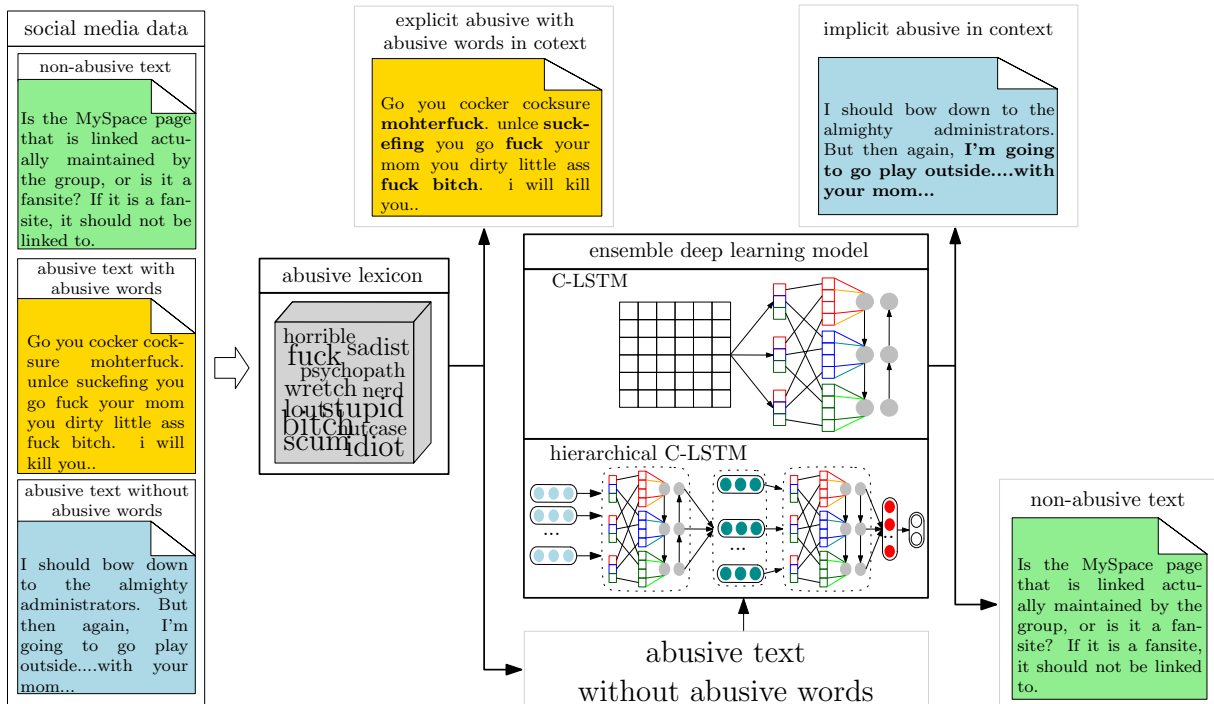 social media data
non-abusive text
Is the MySpace page
that is linked actu-
ally maintained by
the group, or is it a
fansite? If it is a fan-
site, it should not be
linked to.
abusive text with
abusive words
Go you cocker cock-
sure mohterfuck.
unlce suckefing you
go fuck your mom
you dirty little ass
fuck bitch. i will
kill you..
abusive text without
abusive words
I should bow down
to the almighty
administrators. But
then again, I'm
going to go play
outside....with your
mom...
abusive lexicon
horrible
fuck sadist
psychopath
wretch nerd
lout stupid
bitch nutcase
scum idiot
explicit abusive with
abusive words in cotext
Go you cocker cocksure
mohterfuck. unlce suck-
efing you go fuck your
mom you dirty little ass
fuck bitch. i will kill
you..
ensemble deep learning model
C-LSTM
hierarchical C-LSTM
...
...
...
abusive text
without abusive words
implicit abusive in context
I should bow down to the
almighty administrators.
But then again, I'm going
to go play outside....with
your mom...
non-abusive text
Is the MySpace page
that is linked actu-
ally maintained by the
group, or is it a fan-
site? If it is a fansite,
it should not be linked
to.